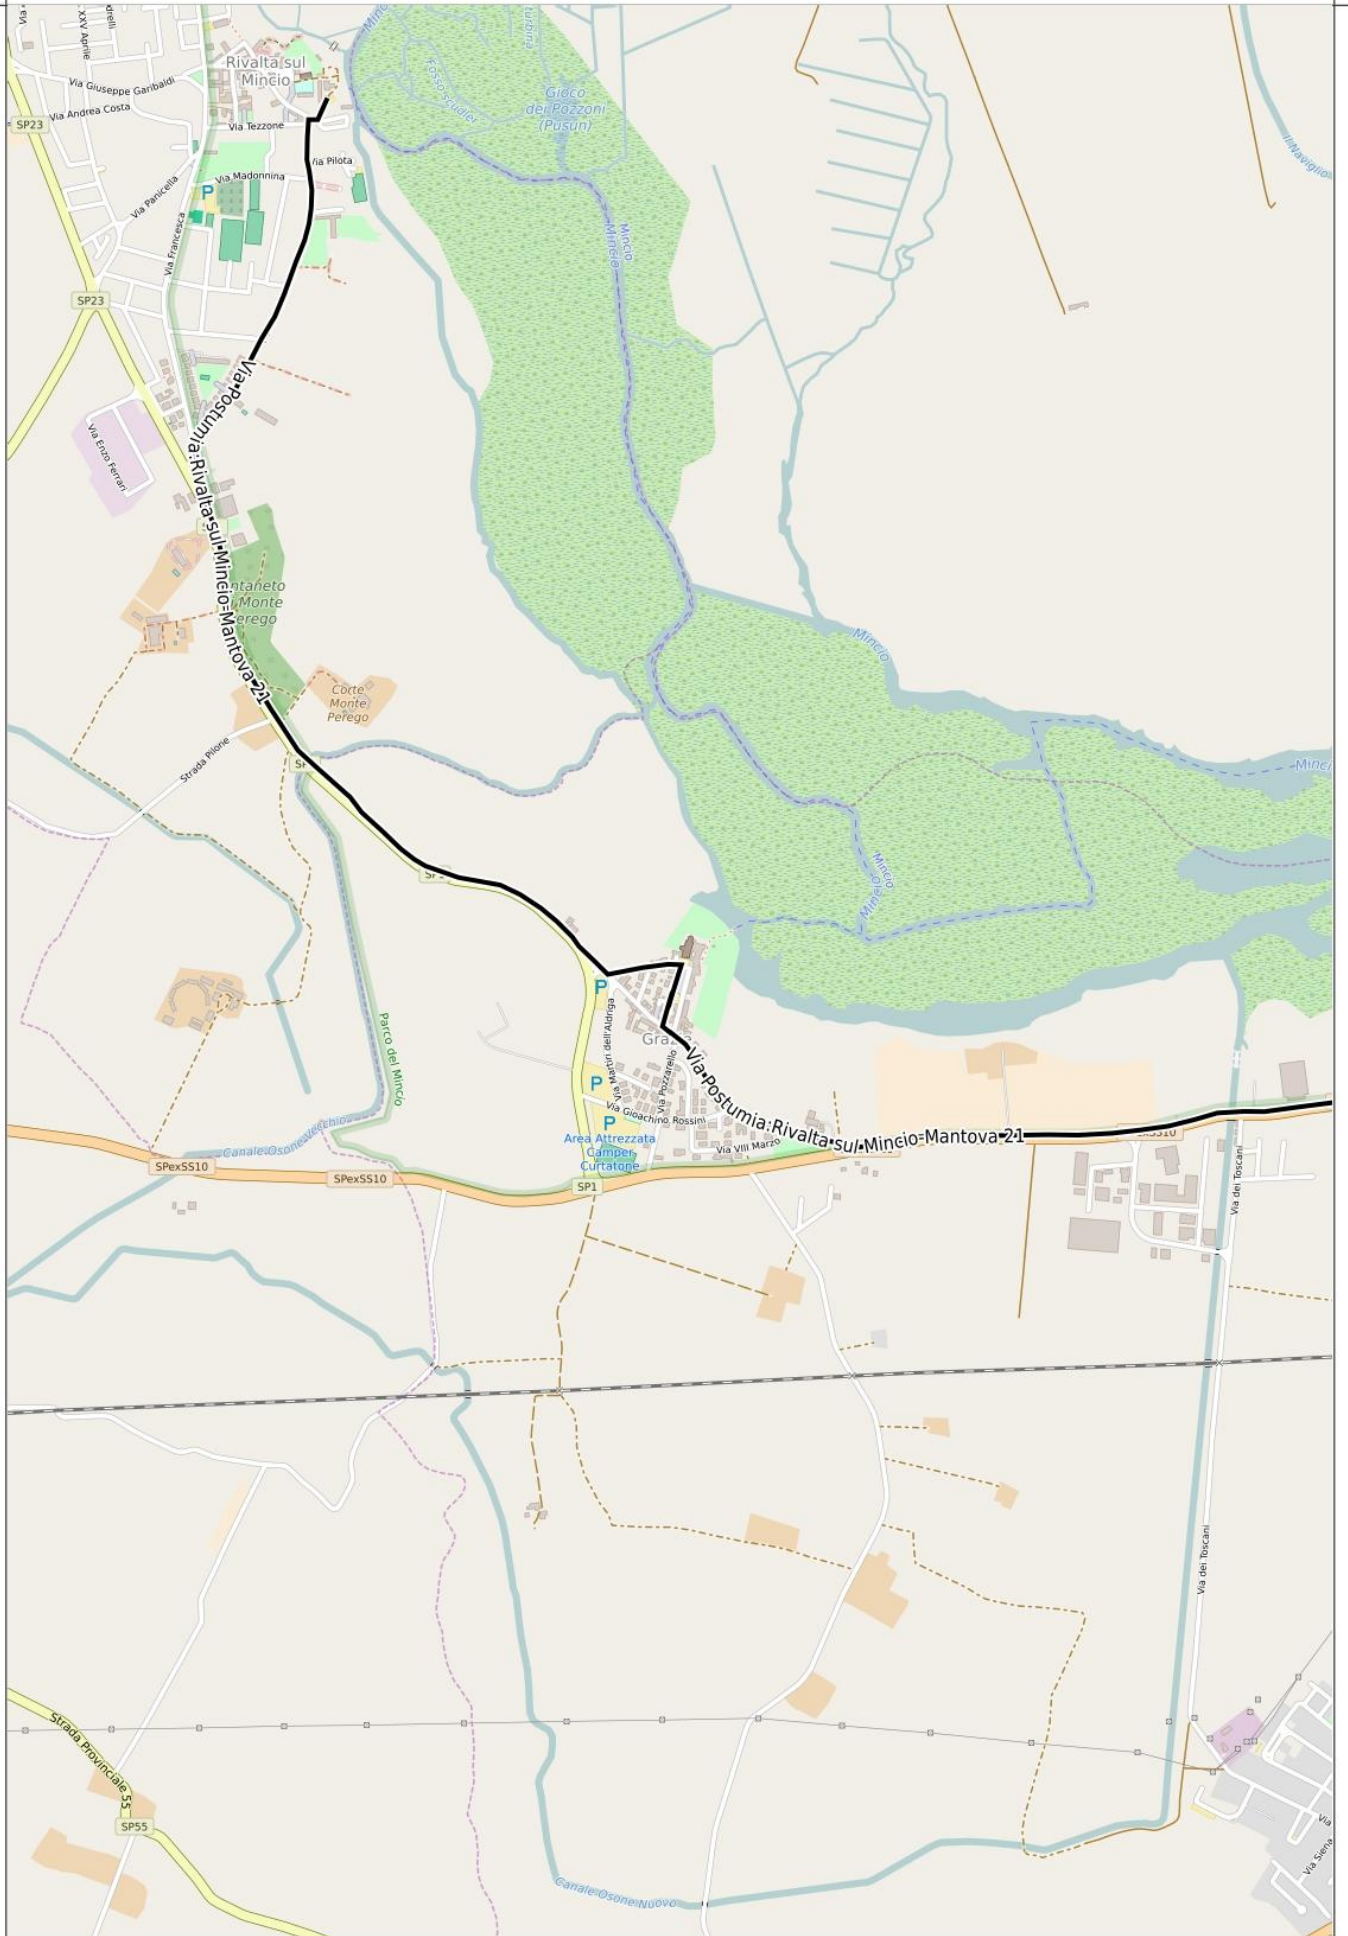 Via XXV Aprile
Mincio
Rivalta sul
Mincio
Via Giuseppe Garibaldi
Via Andrea Costa
SP23
Via Tezzone
Fosso scudler
Gioco
dei Pozzoni
(Pusun)
Il Naviglio
Via Pilota
Via Madonnina
P
Via Panicella
Via Francesca
Mincio
Mincio
SP23
Via Enzo Ferrari
Via Postumia:Rivalta sul Mincio-Mantova 21
Mincio
Corte
Monte
Perego
Strada Pilone
Mincio
Mincio
P
Via Martiri dell'Aldriga
Parco del Mincio
Via Pozzarello
P
Via Gioachino Rossini
P
Area Attrezzata
Camper
Curtatone
Via VIII Marzo
Via Postumia:Rivalta sul Mincio-Mantova 21
Canale Osone Vecchio
SPexSS10
SPexSS10
SP1
Via dei Toscani
Via dei Toscani
Strada Provinciale 55
SP55
Canale Osone Nuovo
Via
Via Siena